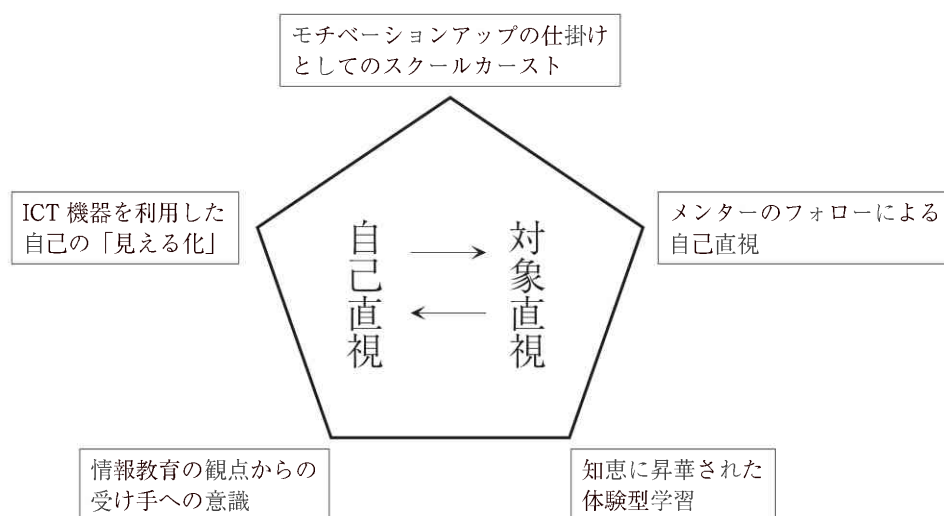 モチベーションアップの仕掛け
としてのスクールカースト
ICT 機器を利用した
自己の「見える化」
メンターのフォローによる
自己直視
自己直視
対象直視
情報教育の観点からの
受け手への意識
知恵に昇華された
体験型学習